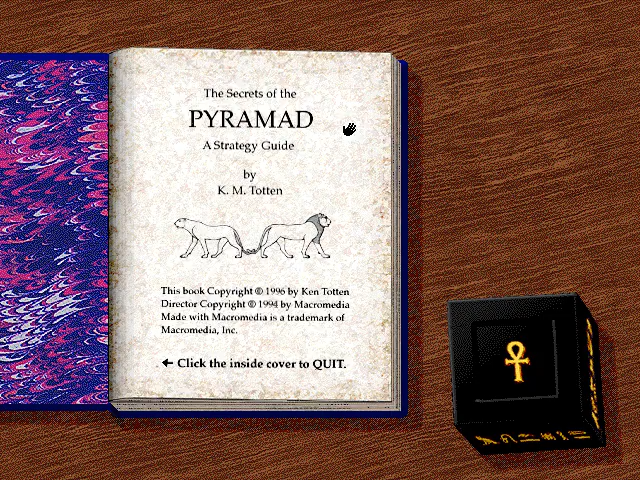 The Secrets of the
PYRAMAD
A Strategy Guide
by
K. M. Totten
This book Copyright © 1996 by Ken Totten
Director Copyright © 1994 by Macromedia
Made with Macromedia is a trademark of
Macromedia, Inc.
← Click the inside cover to QUIT.